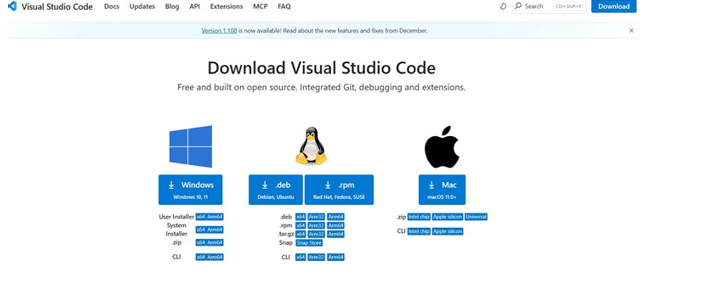 Visual Studio Code Docs Updates Blog API Extensions MCP FAQ Search Ctrl+Shift+F Download
Version 1.108 is now available! Read about the new features and fixes from December.
Download Visual Studio Code
Free and built on open source. Integrated Git, debugging and extensions.
Windows
Windows 10, 11
.deb
Debian, Ubuntu
.rpm
Red Hat, Fedora, SUSE
Mac
macOS 11.0+
User Installer x64 Arm64
System Installer x64 Arm64
.zip x64 Arm64
CLI x64 Arm64
.deb x64 Arm32 Arm64
.rpm x64 Arm32 Arm64
.tar.gz x64 Arm32 Arm64
Snap Snap Store
CLI x64 Arm32 Arm64
.zip Intel chip Apple silicon Universal
CLI Intel chip Apple silicon